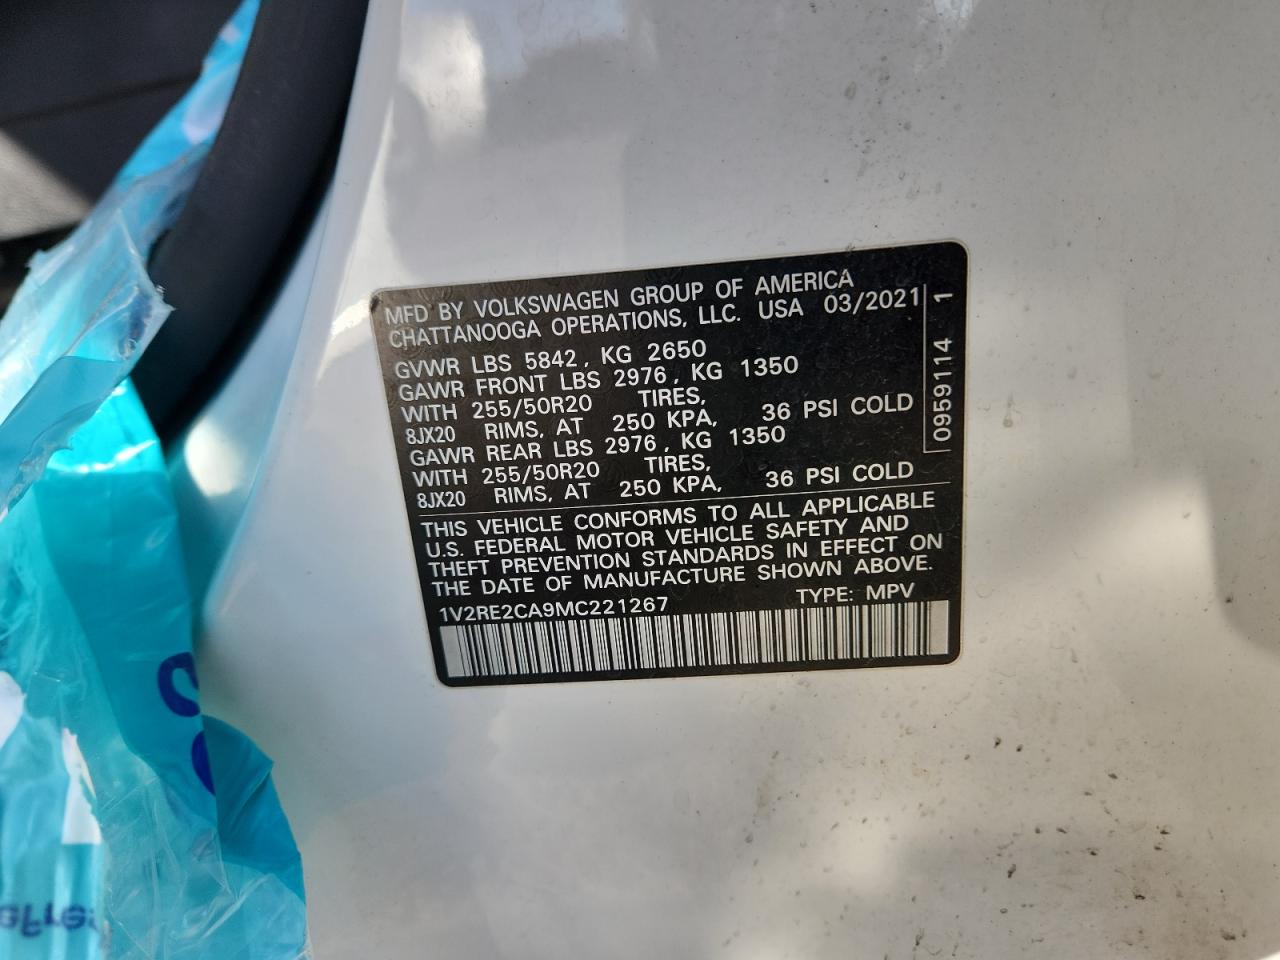 MFD BY VOLKSWAGEN GROUP OF AMERICA
CHATTANOOGA OPERATIONS, LLC. USA 03/2021
GVWR LBS 5842, KG 2650
GAWR FRONT LBS 2976, KG 1350
WITH 255/50R20 TIRES,
8JX20 RIMS, AT 250 KPA, 36 PSI COLD
GAWR REAR LBS 2976, KG 1350
WITH 255/50R20 TIRES,
8JX20 RIMS, AT 250 KPA, 36 PSI COLD
0959114 1
THIS VEHICLE CONFORMS TO ALL APPLICABLE
U.S. FEDERAL MOTOR VEHICLE SAFETY AND
THEFT PREVENTION STANDARDS IN EFFECT ON
THE DATE OF MANUFACTURE SHOWN ABOVE.
1V2RE2CA9MC221267 TYPE: MPV